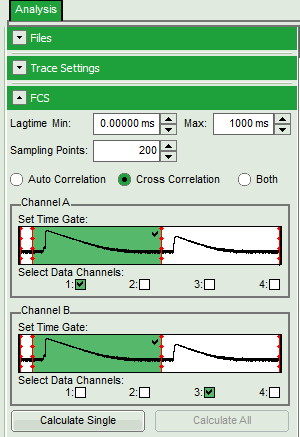 Analysis
Files
Trace Settings
FCS
Lagtime Min: 0.00000 ms Max: 1000 ms
Sampling Points: 200
Auto Correlation Cross Correlation Both
Channel A
Set Time Gate:
Select Data Channels:
1: 2: 3: 4:
Channel B
Set Time Gate:
Select Data Channels:
1: 2: 3: 4:
Calculate Single Calculate All